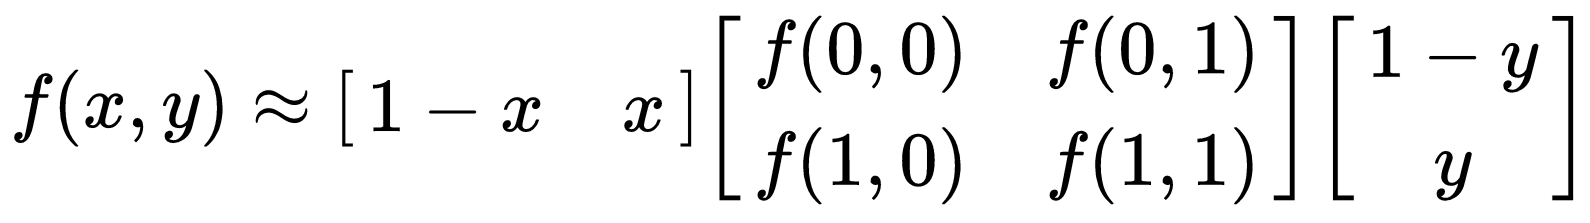 f(x, y) ≈ [ 1 − x   x ] [ f(0, 0)   f(0, 1) ; f(1, 0)   f(1, 1) ] [ 1 − y ; y ]